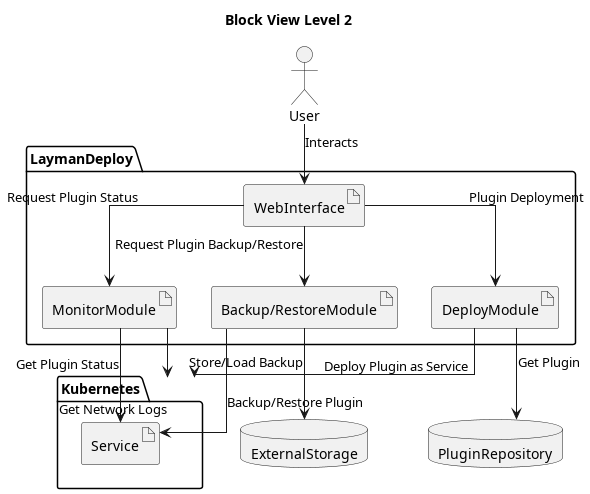 Block View Level 2
User
Interacts
LaymanDeploy
WebInterface
Request Plugin Status
Plugin Deployment
Request Plugin Backup/Restore
MonitorModule
Backup/RestoreModule
DeployModule
Get Plugin Status
Store/Load Backup
Deploy Plugin as Service
Get Plugin
Kubernetes
Get Network Logs
Backup/Restore Plugin
Service
ExternalStorage
PluginRepository